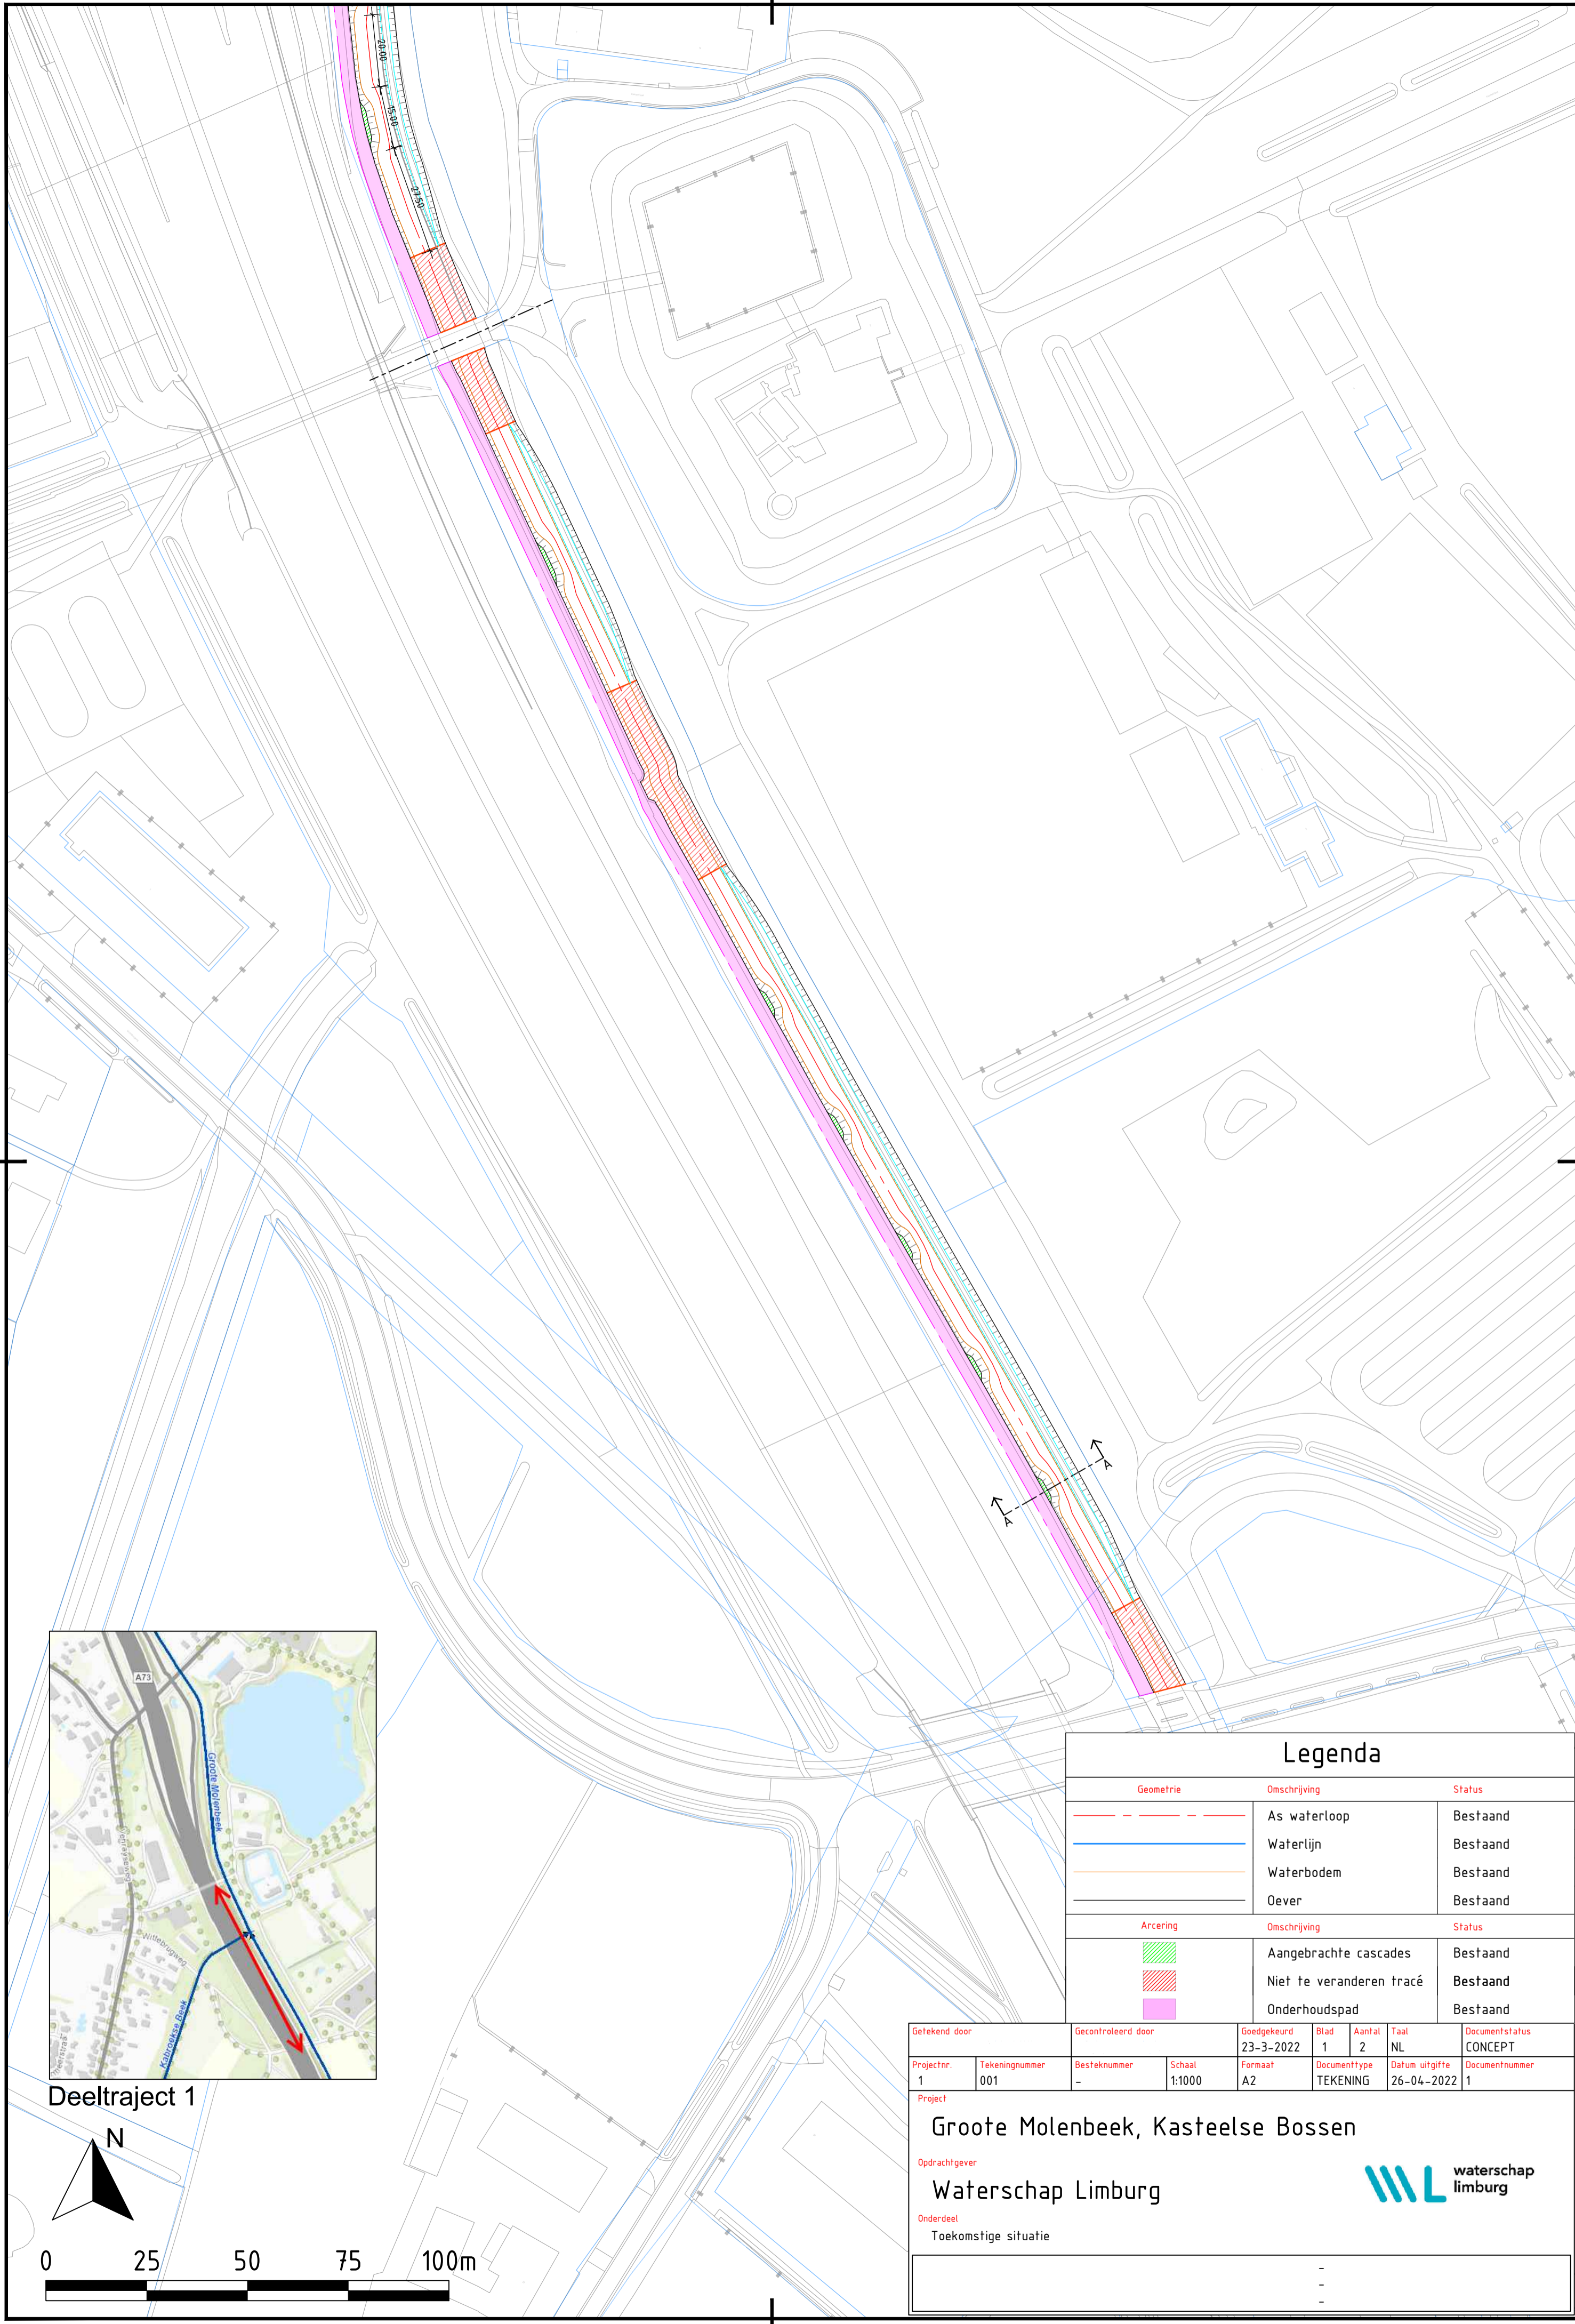 20.00
15.00
27.50
A
A
A73
Groote Molenbeek
Wittebrugweg
Kabroekse Beek
Deeltraject 1
N
0 25 50 75 100m
Legenda
Geometrie Omschrijving Status
As waterloop Bestaand
Waterlijn Bestaand
Waterbodem Bestaand
Oever Bestaand
Arcering Omschrijving Status
Aangebrachte cascades Bestaand
Niet te veranderen tracé Bestaand
Onderhoudspad Bestaand
Getekend door Gecontroleerd door Goedgekeurd Blad Aantal Taal Documentstatus
23-3-2022 1 2 NL CONCEPT
Projectnr. Tekeningnummer Besteknummer Schaal Formaat Documenttype Datum uitgifte Documentnummer
1 001 - 1:1000 A2 TEKENING 26-04-2022 1
Project
Groote Molenbeek, Kasteelse Bossen
Opdrachtgever
Waterschap Limburg
waterschap
limburg
Onderdeel
Toekomstige situatie
-
-
-